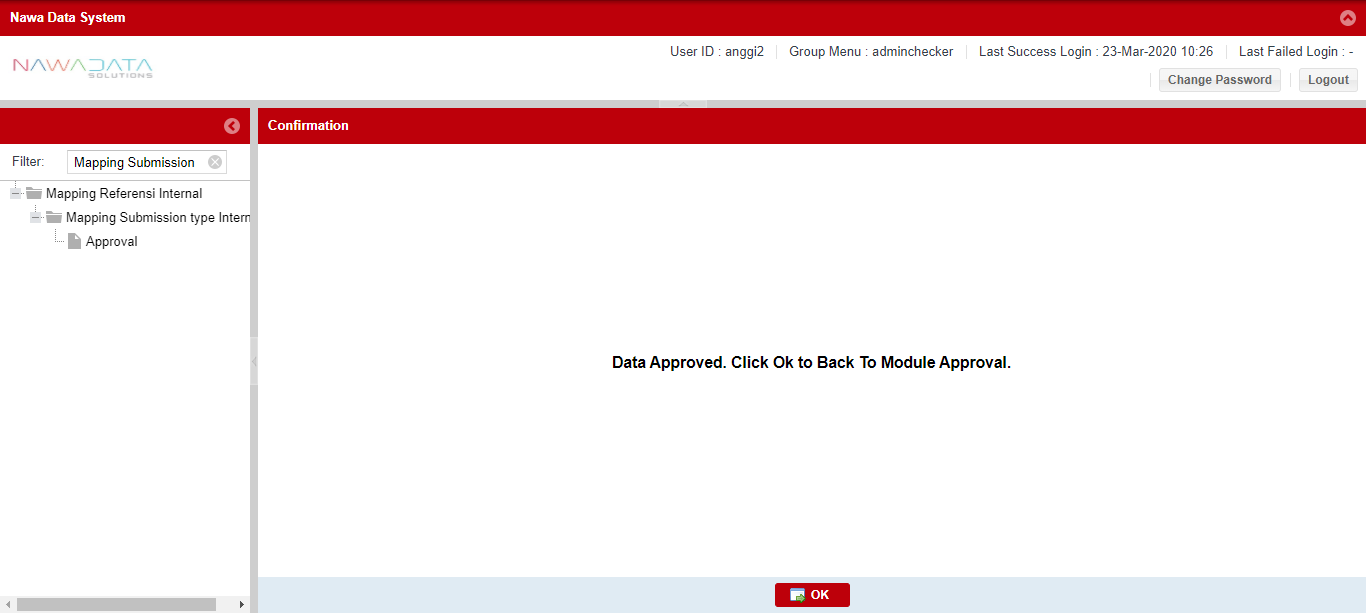 Nawa Data System
User ID : anggi2 Group Menu : adminchecker Last Success Login : 23-Mar-2020 10:26 Last Failed Login : -
NAWADATA
SOLUTIONS
Change Password Logout
Confirmation
Filter: Mapping Submission
Mapping Referensi Internal
Mapping Submission type Intern
Approval
Data Approved. Click Ok to Back To Module Approval.
OK